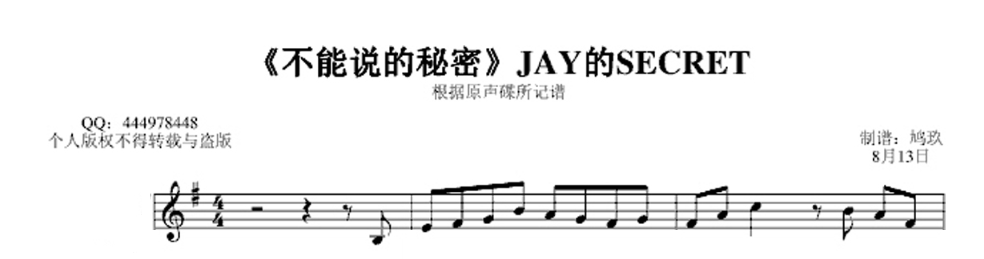 《不能说的秘密》JAY的SECRET
根据原声碟所记谱
QQ：444978448
个人版权不得转载与盗版
制谱：鸠玖
8月13日
4
4